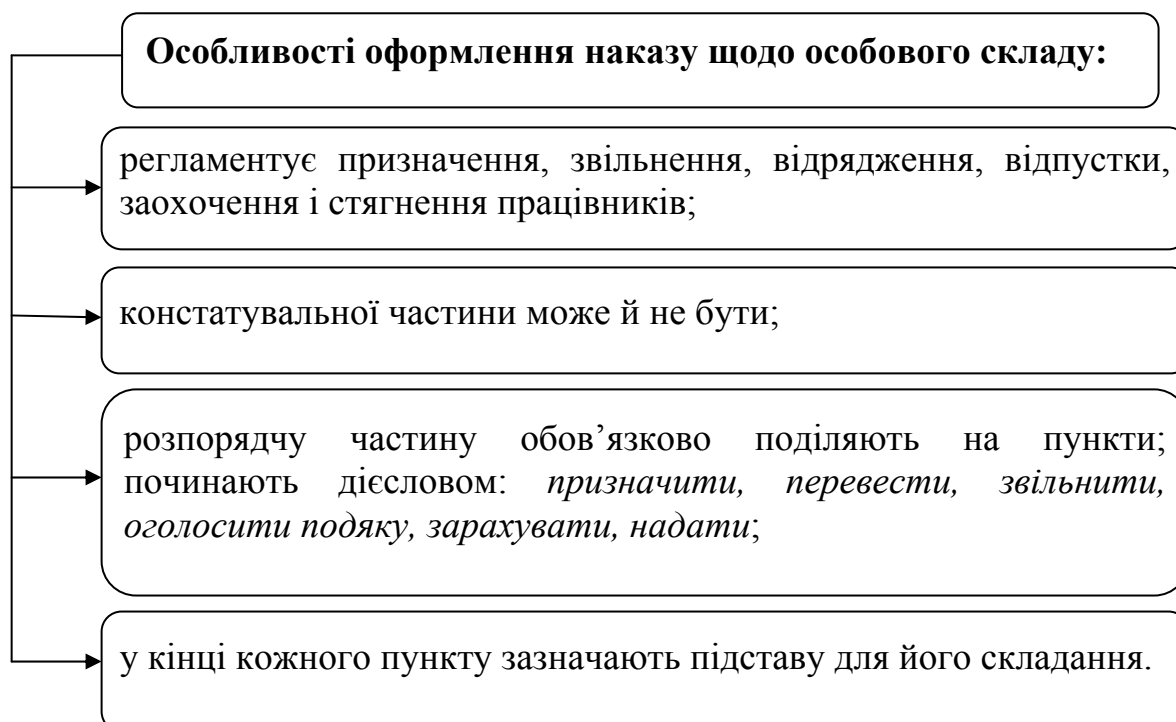 Особливості оформлення наказу щодо особового складу:
регламентує призначення, звільнення, відрядження, відпустки,
заохочення і стягнення працівників;
констатувальної частини може й не бути;
розпорядчу частину обов’язково поділяють на пункти;
починають дієсловом: призначити, перевести, звільнити,
оголосити подяку, зарахувати, надати;
у кінці кожного пункту зазначають підставу для його складання.